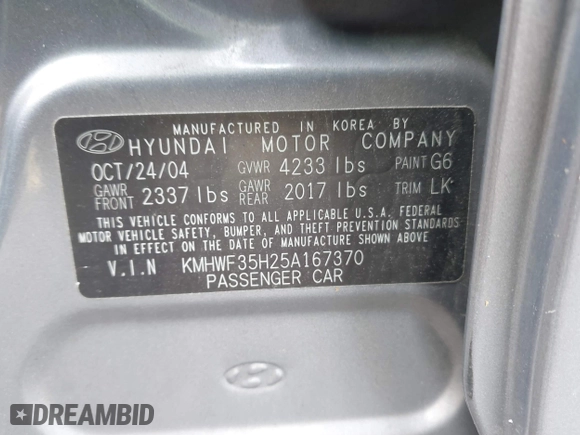 MANUFACTURED IN KOREA BY
HYUNDAI MOTOR COMPANY
OCT/24/04 GVWR 4233 lbs PAINT G6
GAWR FRONT 2337 lbs GAWR REAR 2017 lbs TRIM LK
THIS VEHICLE CONFORMS TO ALL APPLICABLE U.S.A. FEDERAL
MOTOR VEHICLE SAFETY, BUMPER, AND THEFT PREVENTION STANDARDS
IN EFFECT ON THE DATE OF MANUFACTURE SHOWN ABOVE
V.I.N KMHWF35H25A167370
PASSENGER CAR
DREAMBID